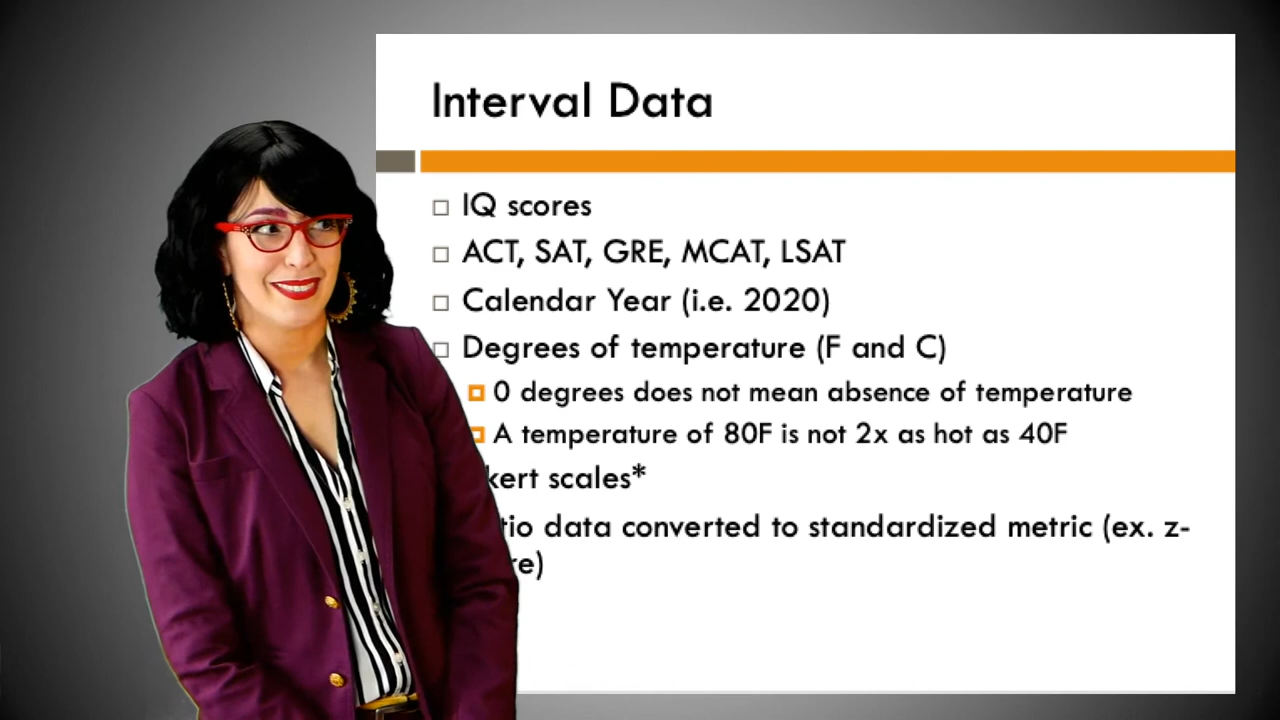 Interval Data
IQ scores
ACT, SAT, GRE, MCAT, LSAT
Calendar Year (i.e. 2020)
Degrees of temperature (F and C)
0 degrees does not mean absence of temperature
A temperature of 80F is not 2x as hot as 40F
scales*
data converted to standardized metric (ex. z-